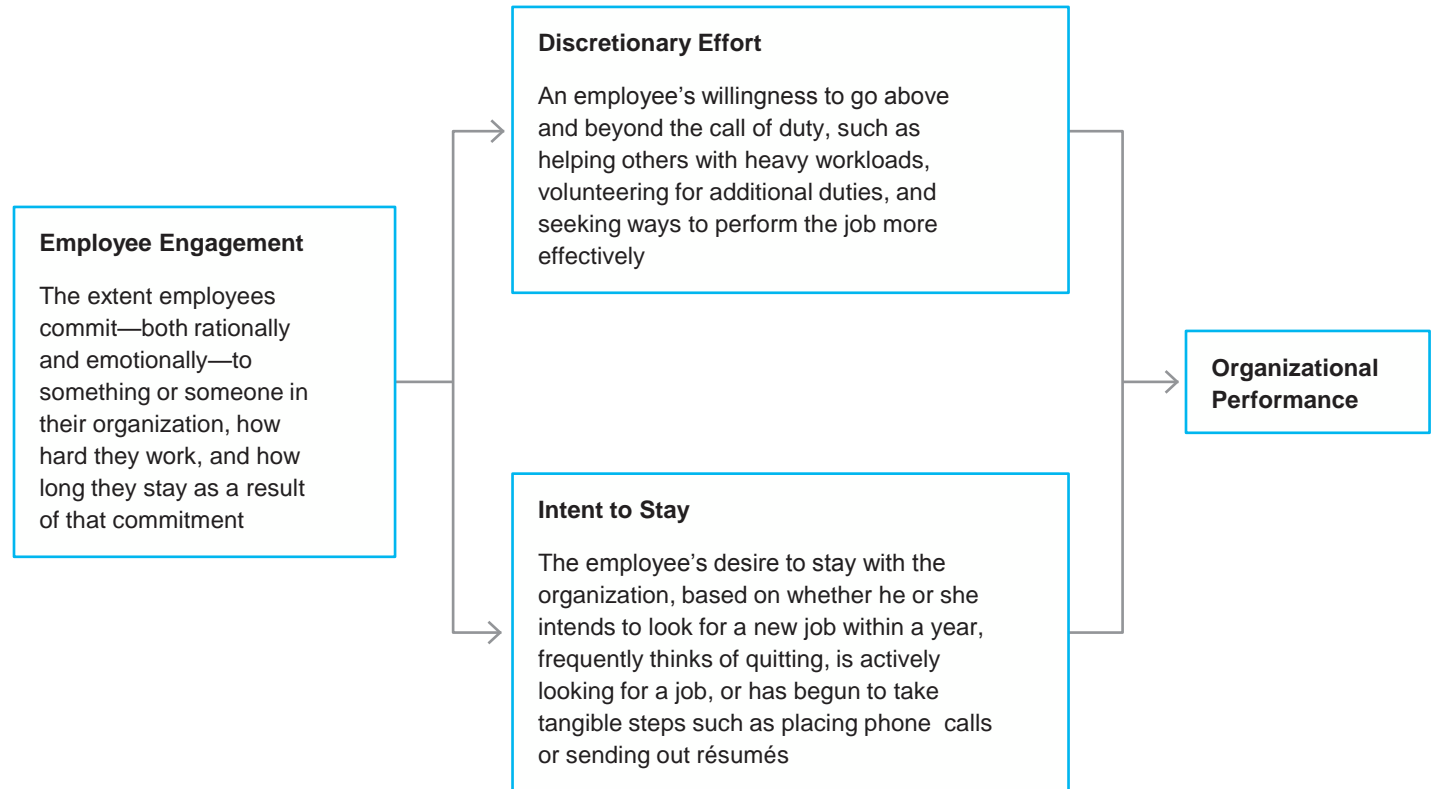 Discretionary Effort
An employee’s willingness to go above
and beyond the call of duty, such as
helping others with heavy workloads,
volunteering for additional duties, and
seeking ways to perform the job more
effectively
Employee Engagement
The extent employees
commit—both rationally
and emotionally—to
something or someone in
their organization, how
hard they work, and how
long they stay as a result
of that commitment
Organizational
Performance
Intent to Stay
The employee’s desire to stay with the
organization, based on whether he or she
intends to look for a new job within a year,
frequently thinks of quitting, is actively
looking for a job, or has begun to take
tangible steps such as placing phone calls
or sending out résumés